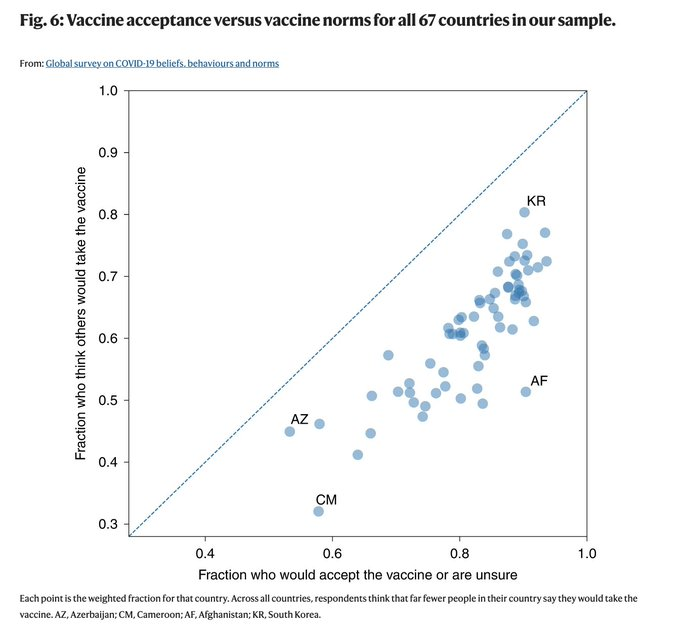 Fig. 6: Vaccine acceptance versus vaccine norms for all 67 countries in our sample.
From: Global survey on COVID-19 beliefs, behaviours and norms
1.0
0.9
0.8
0.7
0.6
0.5
0.4
0.3
Fraction who think others would take the vaccine
KR
AF
AZ
CM
0.4
0.6
0.8
1.0
Fraction who would accept the vaccine or are unsure
Each point is the weighted fraction for that country. Across all countries, respondents think that far fewer people in their country say they would take the
vaccine. AZ, Azerbaijan; CM, Cameroon; AF, Afghanistan; KR, South Korea.